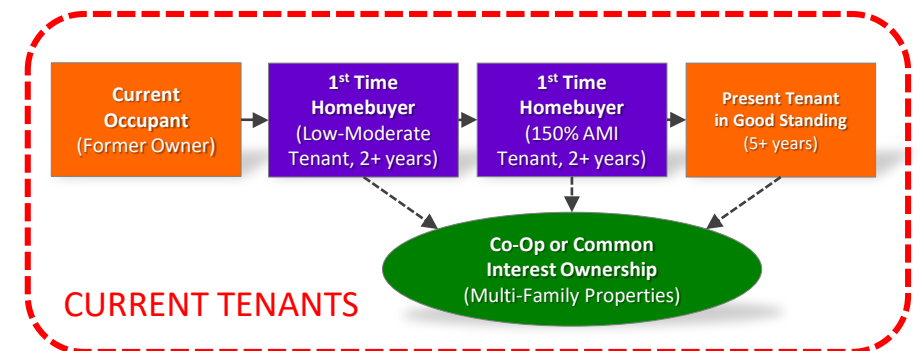 Current
Occupant
(Former Owner)
1st Time
Homebuyer
(Low-Moderate
Tenant, 2+ years)
1st Time
Homebuyer
(150% AMI
Tenant, 2+ years)
Present Tenant
in Good Standing
(5+ years)
Co-Op or Common
Interest Ownership
(Multi-Family Properties)
CURRENT TENANTS